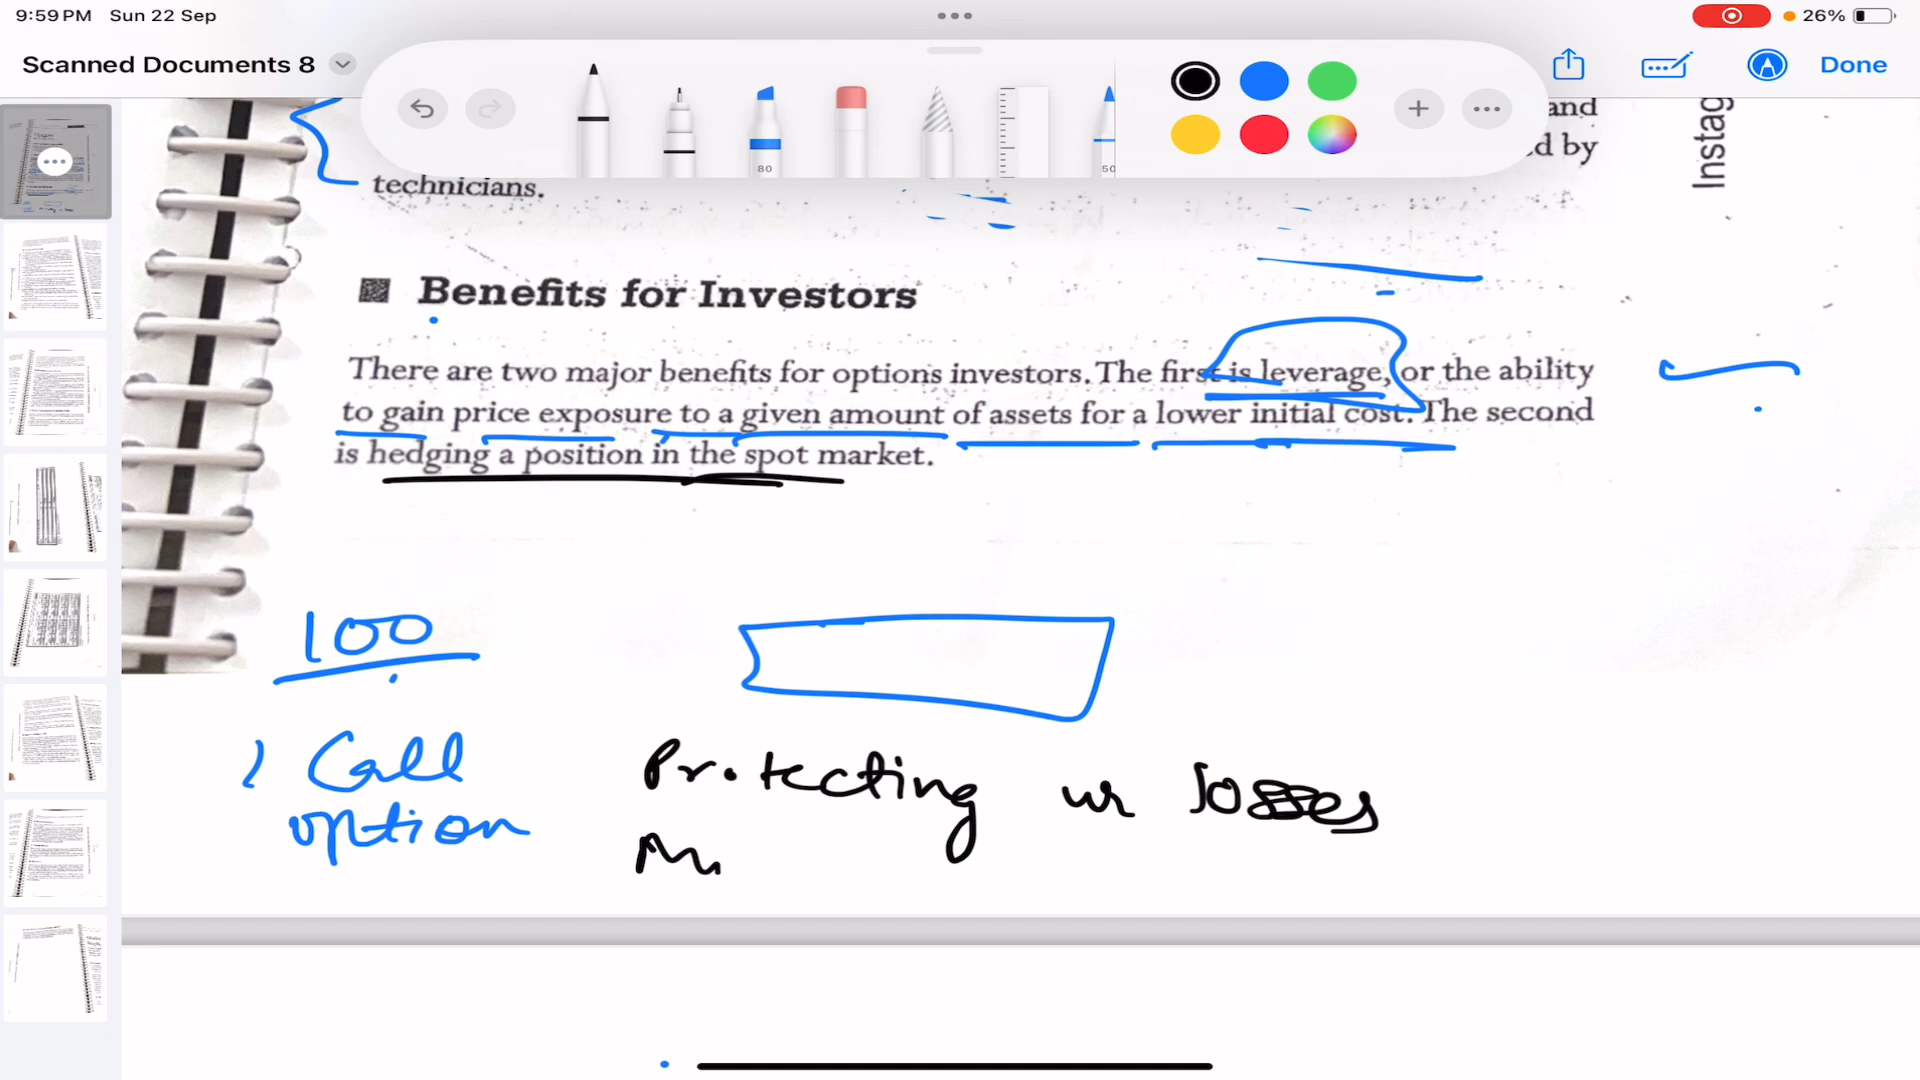 9:59 PM Sun 22 Sep
26%
Scanned Documents 8
Done
80
50
and
d by
technicians.
Instag
Benefits for Investors
There are two major benefits for options investors. The first is leverage, or the ability
to gain price exposure to a given amount of assets for a lower initial cost. The second
is hedging a position in the spot market.
100
1 Call
option
Protecting ur losses